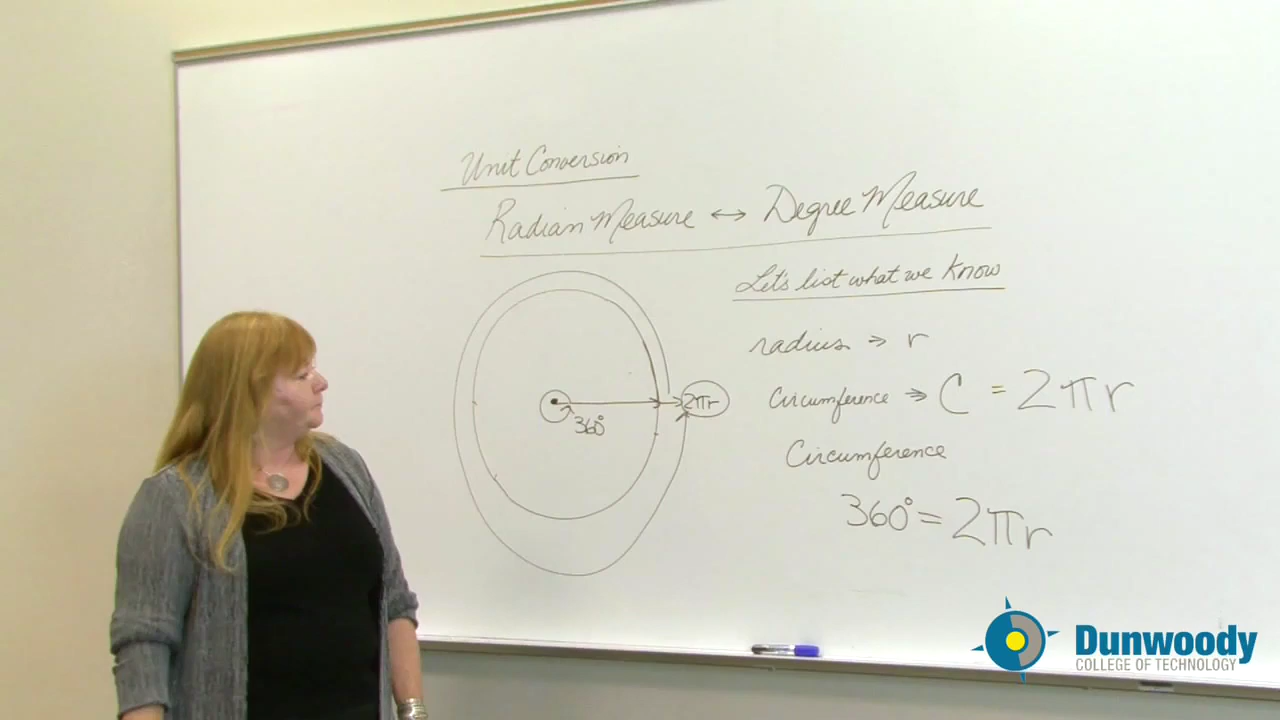 Unit Conversion
Radian Measure ↔ Degree Measure
Let's list what we know
radius → r
Circumference → C = 2πr
Circumference
360° = 2πr
360°
2πr
Dunwoody
COLLEGE OF TECHNOLOGY